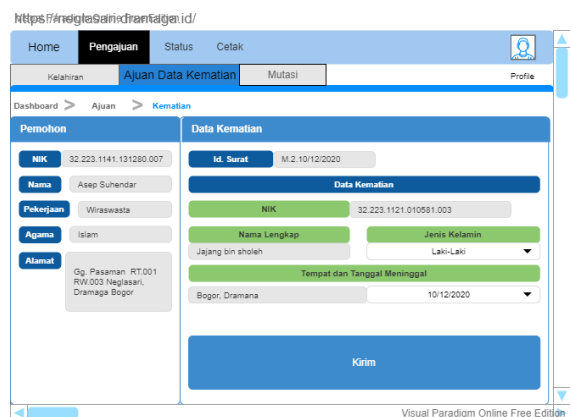 https://neglasari-dramaga.id/
Home Pengajuan Status Cetak
Kelahiran Ajuan Data Kematian Mutasi Profile
Dashboard > Ajuan > Kematian
Pemohon
NIK 32.223.1141.131280.007
Nama Asep Suhendar
Pekerjaan Wiraswasta
Agama Islam
Alamat
Gg. Pasaman RT.001
RW.003 Neglasari,
Dramaga Bogor
Data Kematian
Id. Surat M.2.10/12/2020
Data Kematian
NIK 32.223.1121.010581.003
Nama Lengkap Jenis Kelamin
Jajang bin sholeh Laki-Laki
Tempat dan Tanggal Meninggal
Bogor, Dramana 10/12/2020
Kirim
Visual Paradigm Online Free Edition